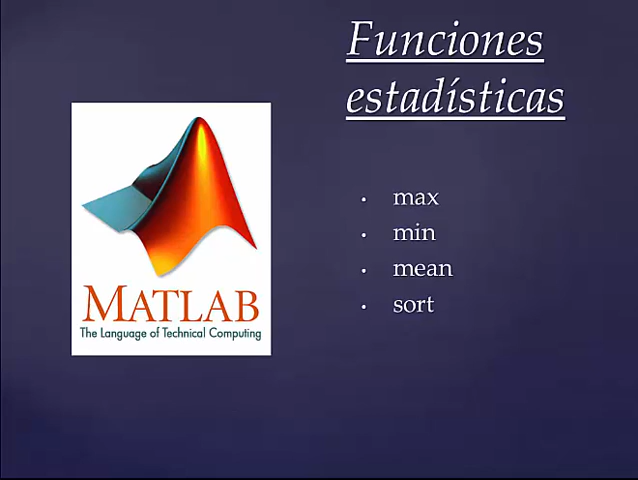 Funciones
estadísticas
• max
• min
• mean
• sort
MATLAB
The Language of Technical Computing